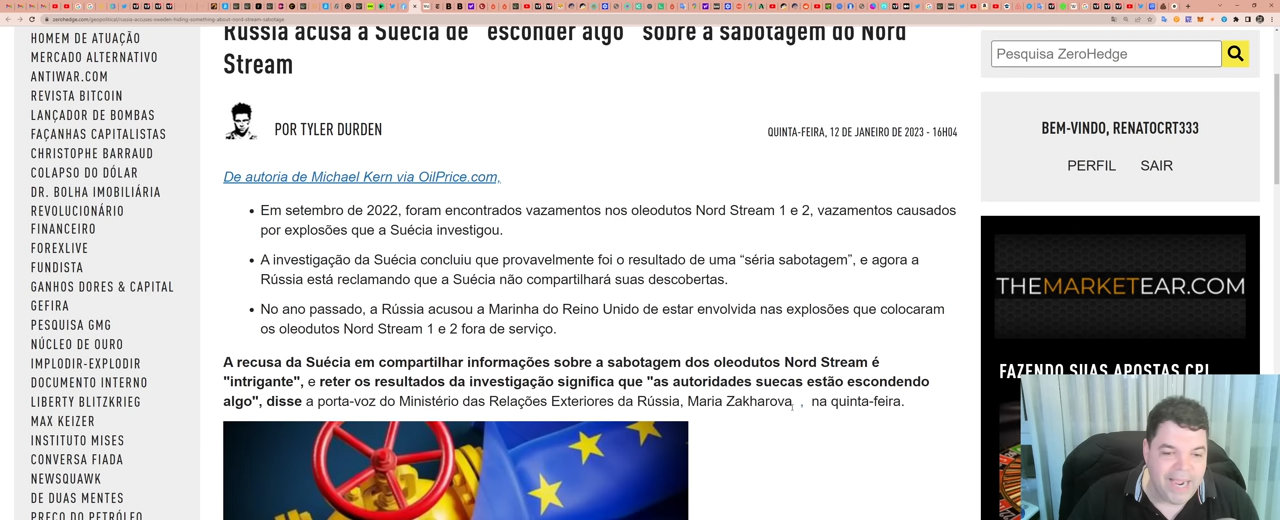 zerohedge.com/geopolitical/russia-accuses-sweden-hiding-something-about-nord-stream-sabotage
HOMEM DE ATUAÇÃO
MERCADO ALTERNATIVO
ANTIWAR.COM
REVISTA BITCOIN
LANÇADOR DE BOMBAS
FAÇANHAS CAPITALISTAS
CHRISTOPHE BARRAUD
COLAPSO DO DÓLAR
DR. BOLHA IMOBILIÁRIA
REVOLUCIONÁRIO
FINANCEIRO
FOREXLIVE
FUNDISTA
GANHOS DORES & CAPITAL
GEFIRA
PESQUISA GMG
NÚCLEO DE OURO
IMPLODIR-EXPLODIR
DOCUMENTO INTERNO
LIBERTY BLITZKRIEG
MAX KEIZER
INSTITUTO MISES
CONVERSA FIADA
NEWSQUAWK
DE DUAS MENTES
PREÇO DO PETRÓLEO
Rússia acusa a Suécia de "esconder algo" sobre a sabotagem do Nord
Stream
POR TYLER DURDEN
QUINTA-FEIRA, 12 DE JANEIRO DE 2023 - 16H04
De autoria de Michael Kern via OilPrice.com,
• Em setembro de 2022, foram encontrados vazamentos nos oleodutos Nord Stream 1 e 2, vazamentos causados
por explosões que a Suécia investigou.
• A investigação da Suécia concluiu que provavelmente foi o resultado de uma “séria sabotagem”, e agora a
Rússia está reclamando que a Suécia não compartilhará suas descobertas.
• No ano passado, a Rússia acusou a Marinha do Reino Unido de estar envolvida nas explosões que colocaram
os oleodutos Nord Stream 1 e 2 fora de serviço.
A recusa da Suécia em compartilhar informações sobre a sabotagem dos oleodutos Nord Stream é
"intrigante", e reter os resultados da investigação significa que "as autoridades suecas estão escondendo
algo", disse a porta-voz do Ministério das Relações Exteriores da Rússia, Maria Zakharova , na quinta-feira.
Pesquisa ZeroHedge
BEM-VINDO, RENATOCRT333
PERFIL SAIR
THEMARKETEAR.COM
FAZENDO SUAS APOSTAS CPI